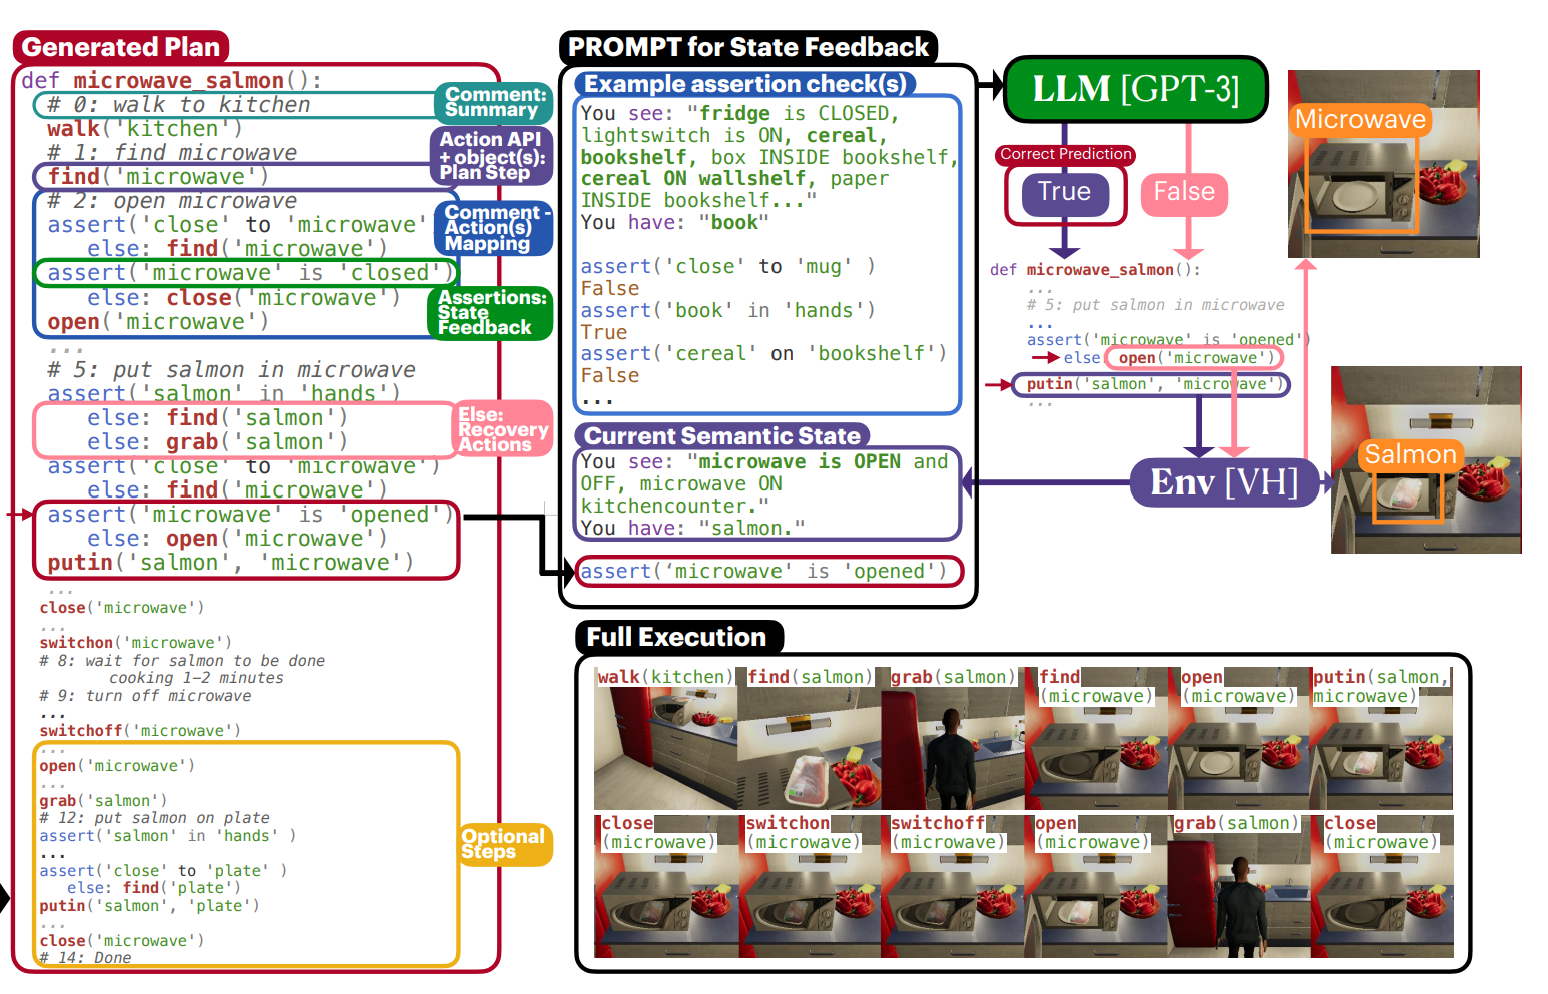 Generated Plan
def microwave_salmon():
# 0: walk to kitchen
walk('kitchen')
# 1: find microwave
find('microwave')
# 2: open microwave
assert('close' to 'microwave'
else: find('microwave')
assert('microwave' is 'closed')
else: close('microwave')
open('microwave')
...
# 5: put salmon in microwave
assert('salmon' in 'hands')
else: find('salmon')
else: grab('salmon')
assert('close' to 'microwave')
else: find('microwave')
assert('microwave' is 'opened')
else: open('microwave')
putin('salmon', 'microwave')
...
close('microwave')
...
switchon('microwave')
# 8: wait for salmon to be done
cooking 1-2 minutes
# 9: turn off microwave
...
switchoff('microwave')
...
open('microwave')
...
grab('salmon')
# 12: put salmon on plate
assert('salmon' in 'hands' )
...
assert('close' to 'plate' )
else: find('plate')
putin('salmon', 'plate')
...
close('microwave')
# 14: Done
Comment:
Summary
Action API
+ object(s):
Plan Step
Comment -
Action(s)
Mapping
Assertions:
State
Feedback
Else:
Recovery
Actions
Optional
Steps
PROMPT for State Feedback
Example assertion check(s)
You see: "fridge is CLOSED,
lightswitch is ON, cereal,
bookshelf, box INSIDE bookshelf,
cereal ON wallshelf, paper
INSIDE bookshelf..."
You have: "book"
assert('close' to 'mug' )
False
assert('book' in 'hands')
True
assert('cereal' on 'bookshelf')
False
...
Current Semantic State
You see: "microwave is OPEN and
OFF, microwave ON
kitchencounter."
You have: "salmon."
assert('microwave' is 'opened')
LLM [GPT-3]
Correct Prediction
True
False
def microwave_salmon():
...
# 5: put salmon in microwave
...
assert('microwave' is 'opened')
else: open('microwave')
putin('salmon', 'microwave')
...
Env [VH]
Microwave
Salmon
Full Execution
walk(kitchen)
find(salmon)
grab(salmon)
find
(microwave)
open
(microwave)
putin(salmon,
microwave)
close
(microwave)
switchon
(microwave)
switchoff
(microwave)
open
(microwave)
grab(salmon)
close
(microwave)